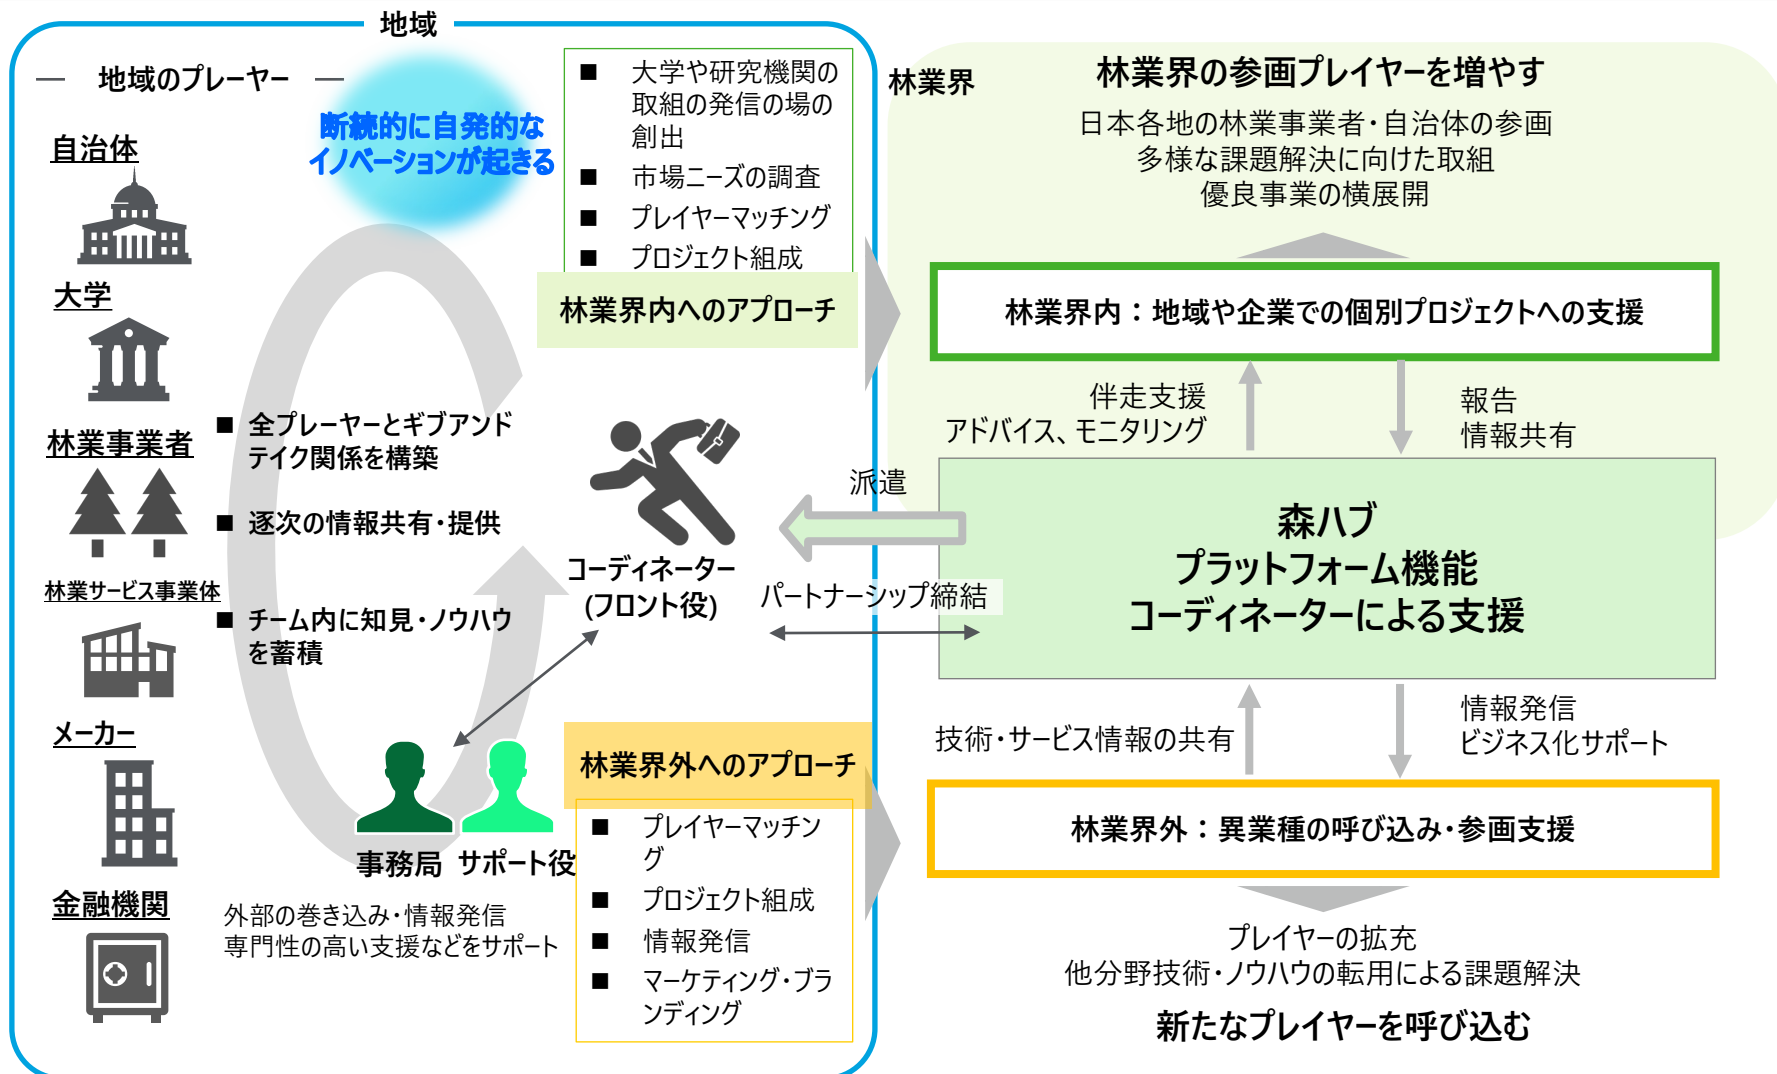 地域
地域のプレーヤー
自治体
大学
林業事業者
林業サービス事業体
メーカー
金融機関
断続的に自発的な
イノベーションが起きる
■ 大学や研究機関の
取組の発信の場の
創出
■ 市場ニーズの調査
■ プレイヤーマッチング
■ プロジェクト組成
林業界内へのアプローチ
■ 全プレーヤーとギブアンド
テイク関係を構築
■ 逐次の情報共有・提供
■ チーム内に知見・ノウハウ
を蓄積
コーディネーター
(フロント役)
事務局 サポート役
外部の巻き込み・情報発信
専門性の高い支援などをサポート
林業界外へのアプローチ
■ プレイヤーマッチン
グ
■ プロジェクト組成
■ 情報発信
■ マーケティング・ブラ
ンディング
派遣
パートナーシップ締結
林業界
林業界の参画プレイヤーを増やす
日本各地の林業事業者・自治体の参画
多様な課題解決に向けた取組
優良事業の横展開
林業界内：地域や企業での個別プロジェクトへの支援
伴走支援
アドバイス、モニタリング
報告
情報共有
森ハブ
プラットフォーム機能
コーディネーターによる支援
技術・サービス情報の共有
情報発信
ビジネス化サポート
林業界外：異業種の呼び込み・参画支援
プレイヤーの拡充
他分野技術・ノウハウの転用による課題解決
新たなプレイヤーを呼び込む